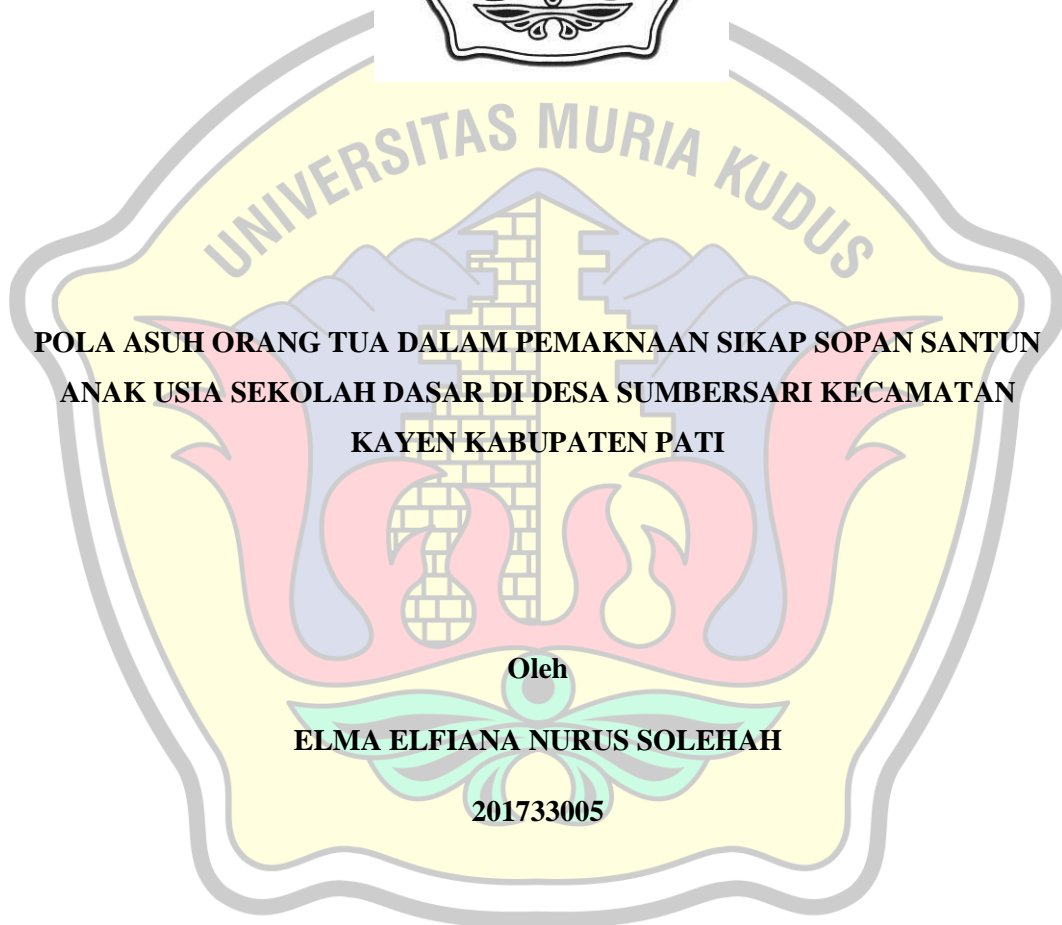 UNIVERSITAS MURIA KUDUS
POLA ASUH ORANG TUA DALAM PEMAKNAAN SIKAP SOPAN SANTUN
ANAK USIA SEKOLAH DASAR DI DESA SUMBERSARI KECAMATAN
KAYEN KABUPATEN PATI
Oleh
ELMA ELFIANA NURUS SOLEHAH
201733005